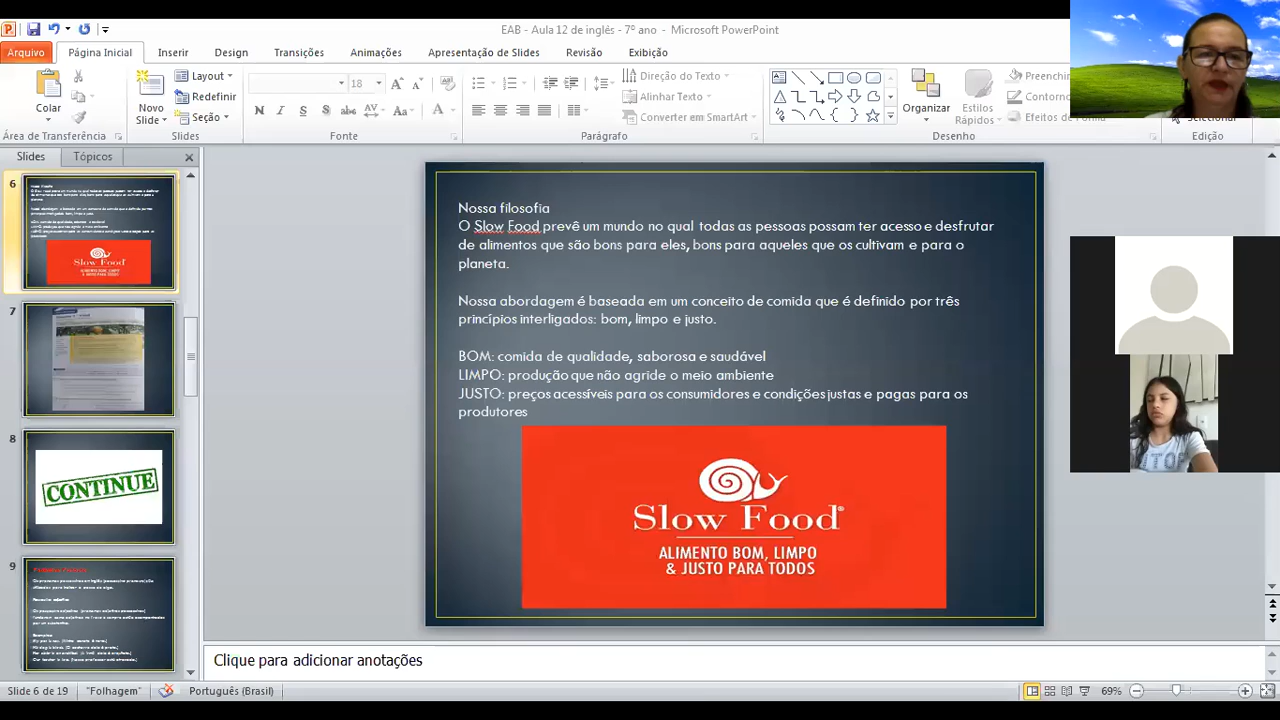 EAB - Aula 12 de inglês - 7º ano - Microsoft PowerPoint
Arquivo Página Inicial Inserir Design Transições Animações Apresentação de Slides Revisão Exibição
Colar
Área de Transferência
Novo
Slide
Layout
Redefinir
Seção
Slides
18
Fonte
Direção do Texto
Alinhar Texto
Converter em SmartArt
Parágrafo
Organizar
Estilos
Rápidos
Desenho
Edição
Slides Tópicos
6
7
8
CONTINUE
9
Nossa filosofia
O Slow Food prevê um mundo no qual todas as pessoas possam ter acesso e desfrutar
de alimentos que são bons para eles, bons para aqueles que os cultivam e para o
planeta.
Nossa abordagem é baseada em um conceito de comida que é definido por três
princípios interligados: bom, limpo e justo.
BOM: comida de qualidade, saborosa e saudável
LIMPO: produção que não agride o meio ambiente
JUSTO: preços acessíveis para os consumidores e condições justas e pagas para os
produtores
Slow Food®
ALIMENTO BOM, LIMPO
& JUSTO PARA TODOS
Clique para adicionar anotações
Slide 6 de 19 "Folhagem" Português (Brasil) 69%